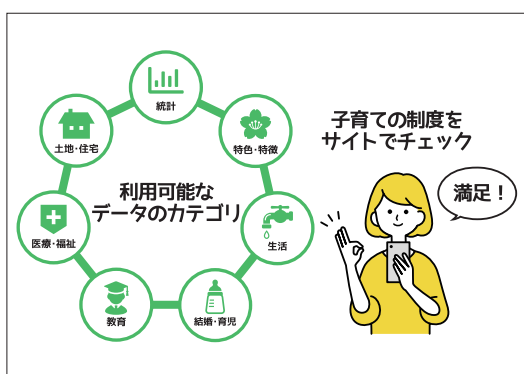 統計
土地・住宅
特色・特徴
利用可能な
データのカテゴリ
医療・福祉
生活
教育
結婚・育児
子育ての制度を
サイトでチェック
満足！